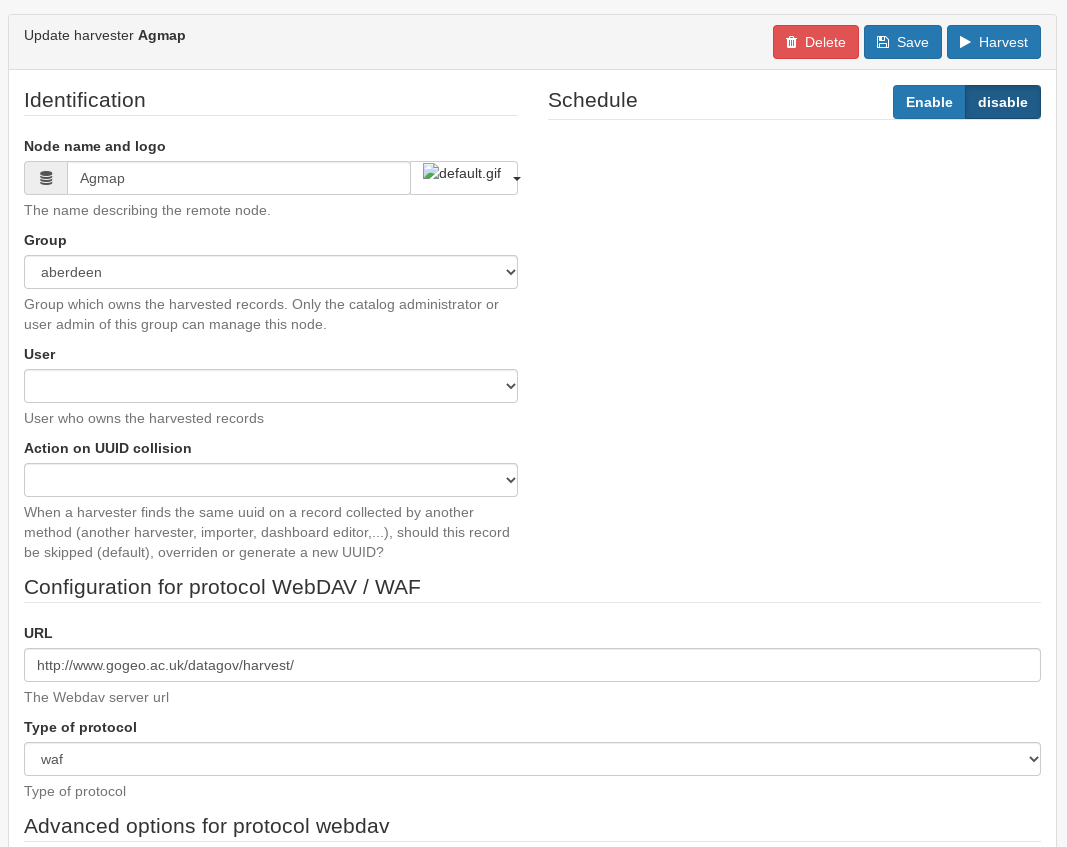 Update harvester Agmap
Delete
Save
Harvest
Identification
Schedule
Enable
disable
Node name and logo
Agmap
default.gif
The name describing the remote node.
Group
aberdeen
Group which owns the harvested records. Only the catalog administrator or
user admin of this group can manage this node.
User
User who owns the harvested records
Action on UUID collision
When a harvester finds the same uuid on a record collected by another
method (another harvester, importer, dashboard editor,...), should this record
be skipped (default), overriden or generate a new UUID?
Configuration for protocol WebDAV / WAF
URL
http://www.gogeo.ac.uk/datagov/harvest/
The Webdav server url
Type of protocol
waf
Type of protocol
Advanced options for protocol webdav